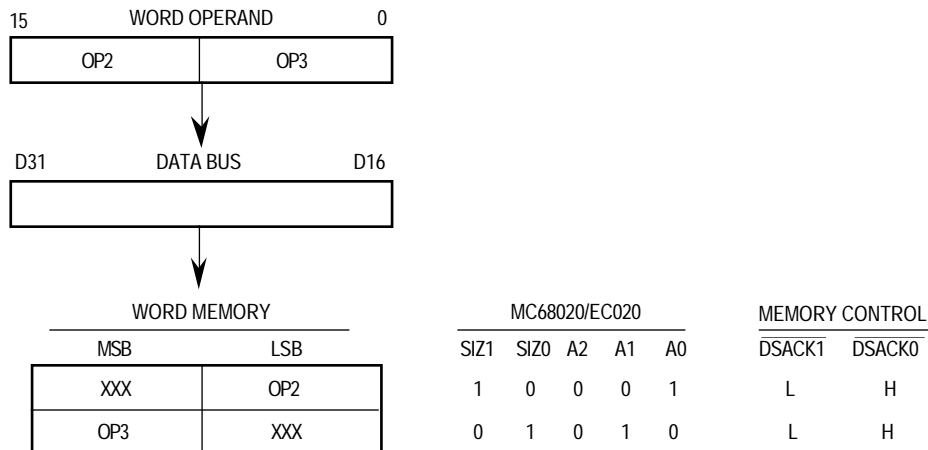 15 WORD OPERAND 0
OP2 OP3
D31 DATA BUS D16
WORD MEMORY MC68020/EC020 MEMORY CONTROL
MSB LSB SIZ1 SIZ0 A2 A1 A0 DSACK1 DSACK0
XXX OP2 1 0 0 0 1 L H
OP3 XXX 0 1 0 1 0 L H